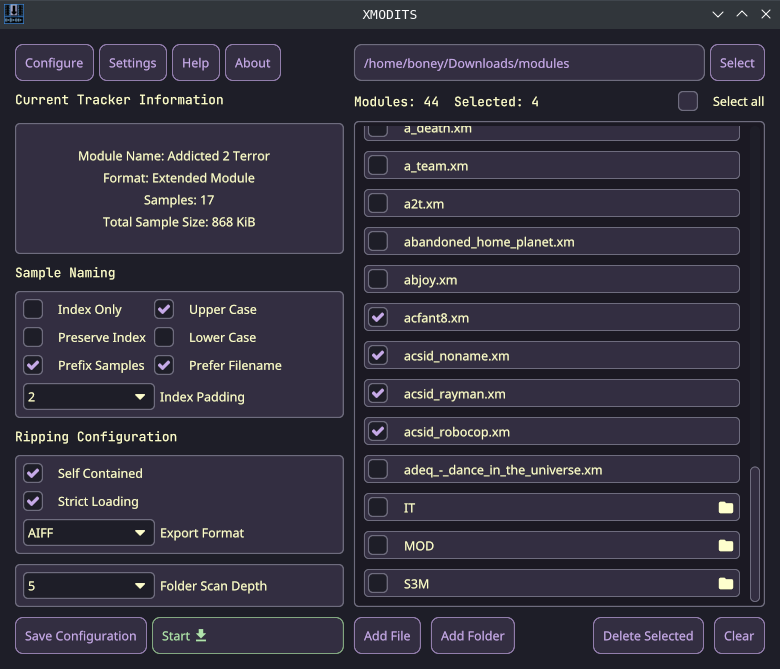 XMODITS
Configure Settings Help About
/home/boney/Downloads/modules Select
Current Tracker Information
Modules: 44 Selected: 4 Select all
Module Name: Addicted 2 Terror
Format: Extended Module
Samples: 17
Total Sample Size: 868 KiB
Sample Naming
Index Only Upper Case
Preserve Index Lower Case
Prefix Samples Prefer Filename
2 Index Padding
Ripping Configuration
Self Contained
Strict Loading
AIFF Export Format
5 Folder Scan Depth
Save Configuration Start
a_death.xm
a_team.xm
a2t.xm
abandoned_home_planet.xm
abjoy.xm
acfant8.xm
acsid_noname.xm
acsid_rayman.xm
acsid_robocop.xm
adeq_-_dance_in_the_universe.xm
IT
MOD
S3M
Add File Add Folder Delete Selected Clear